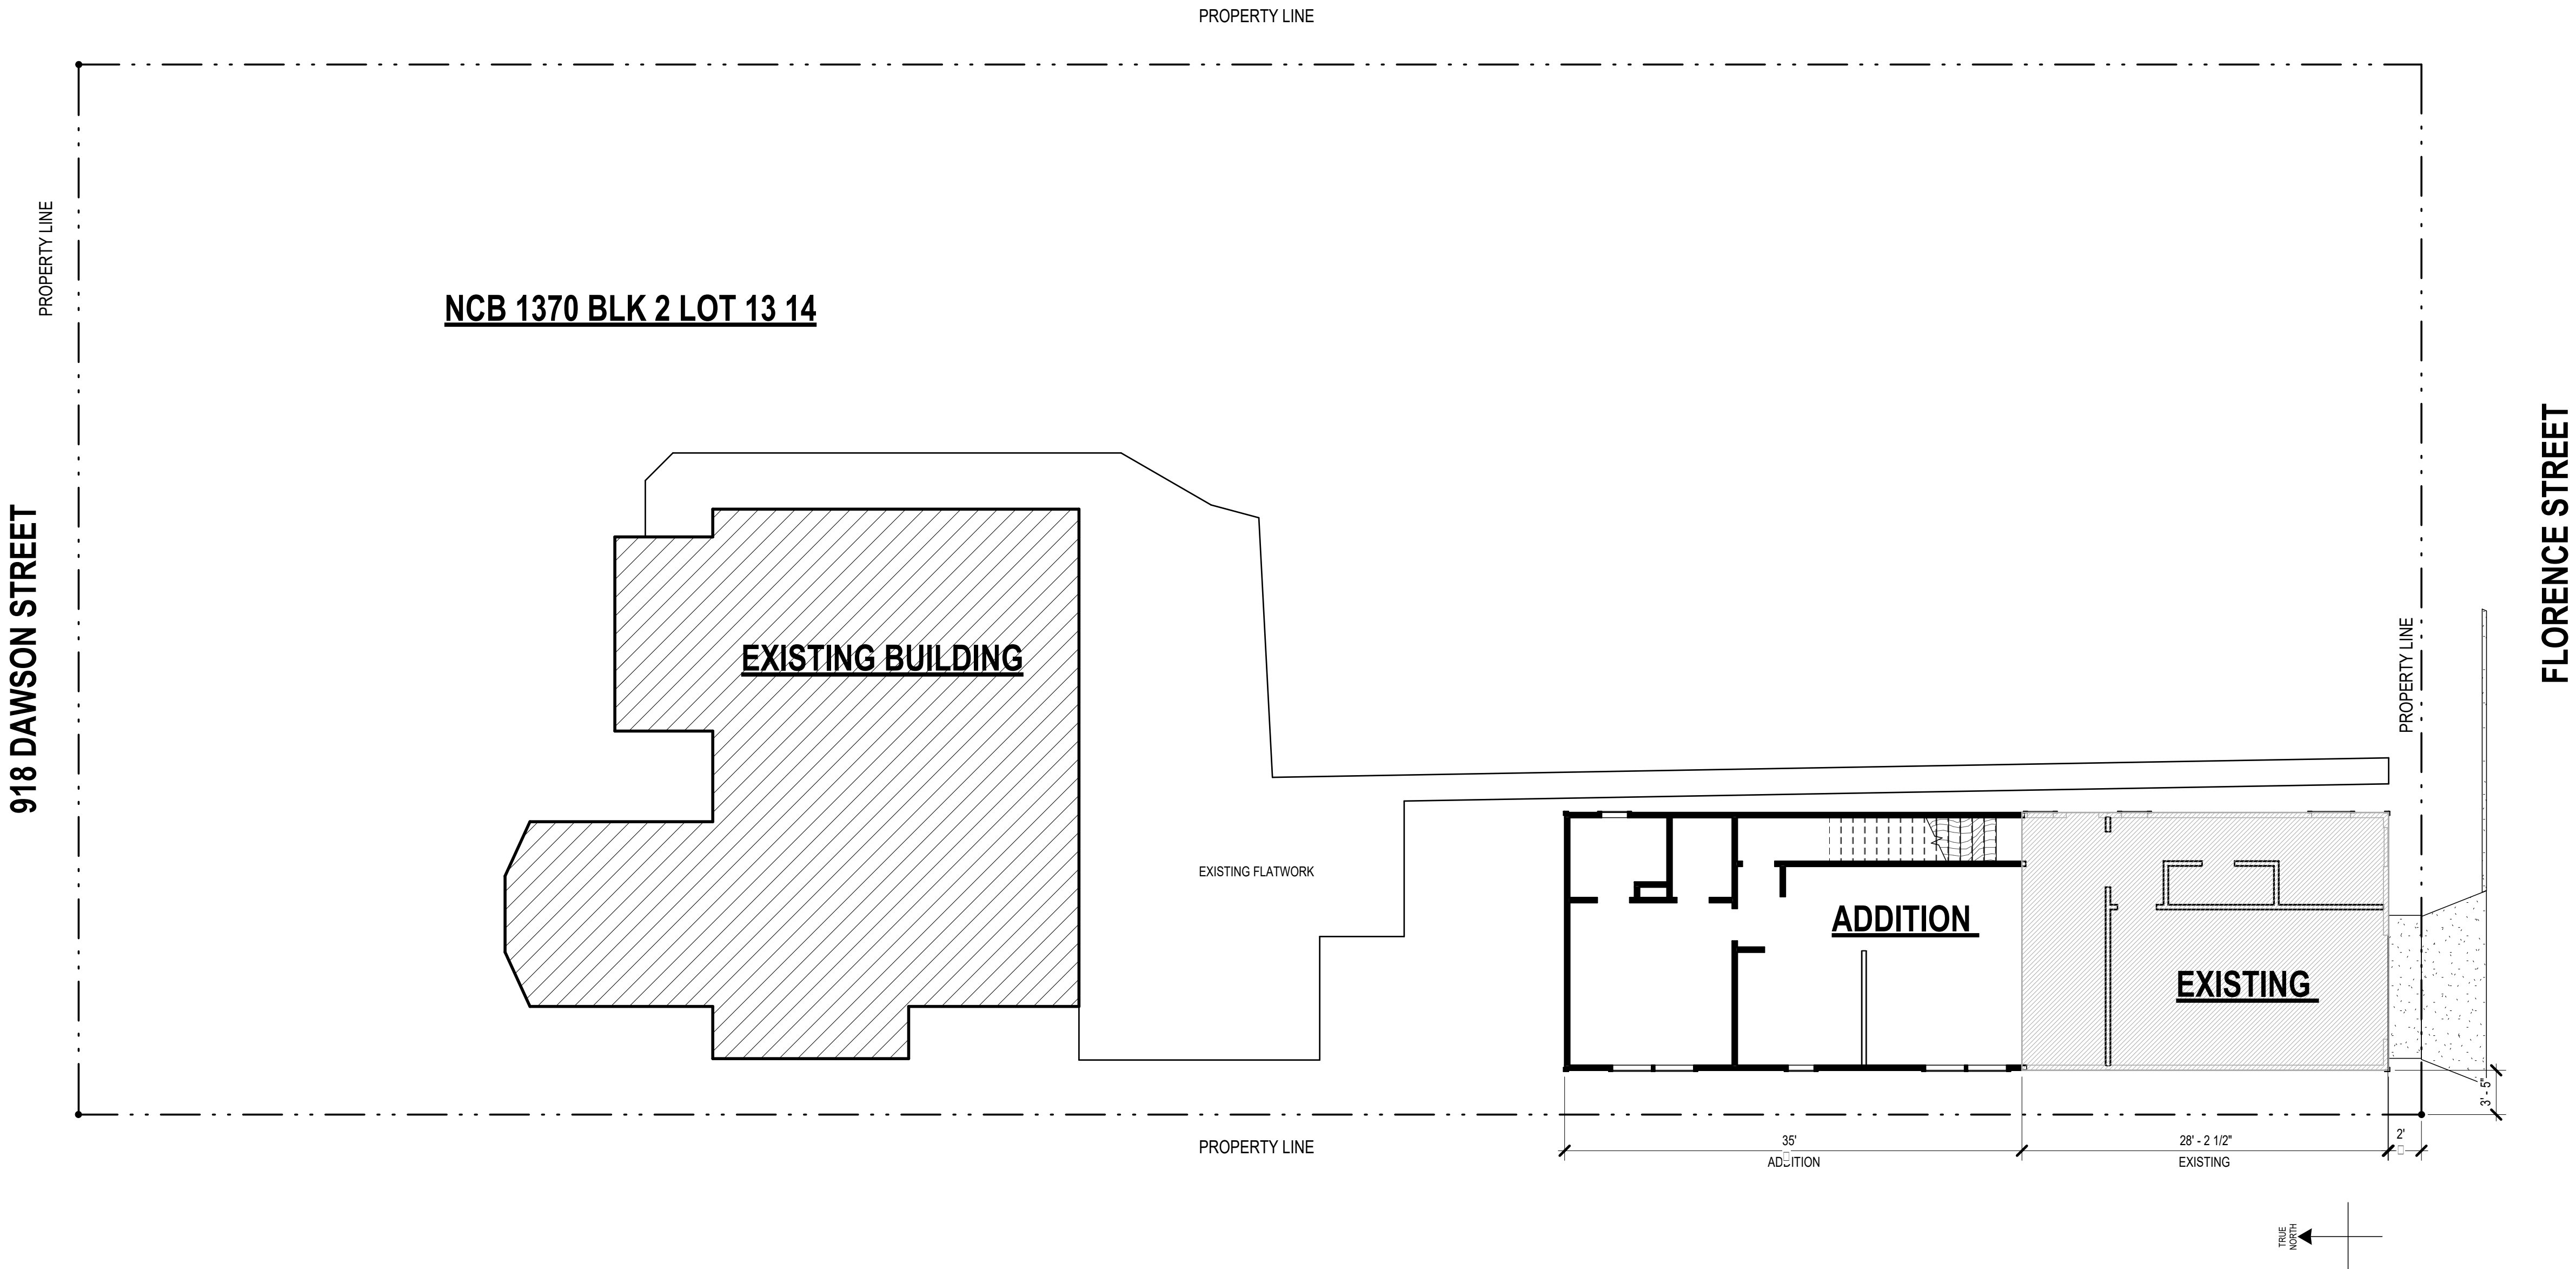 PROPERTY LINE
PROPERTY LINE
NCB 1370 BLK 2 LOT 13 14
918 DAWSON STREET
FLORENCE STREET
EXISTING BUILDING
PROPERTY LINE
EXISTING FLATWORK
ADDITION
EXISTING
3' - 5"
PROPERTY LINE
35'
ADDITION
28' - 2 1/2"
EXISTING
2'
TRUE
NORTH